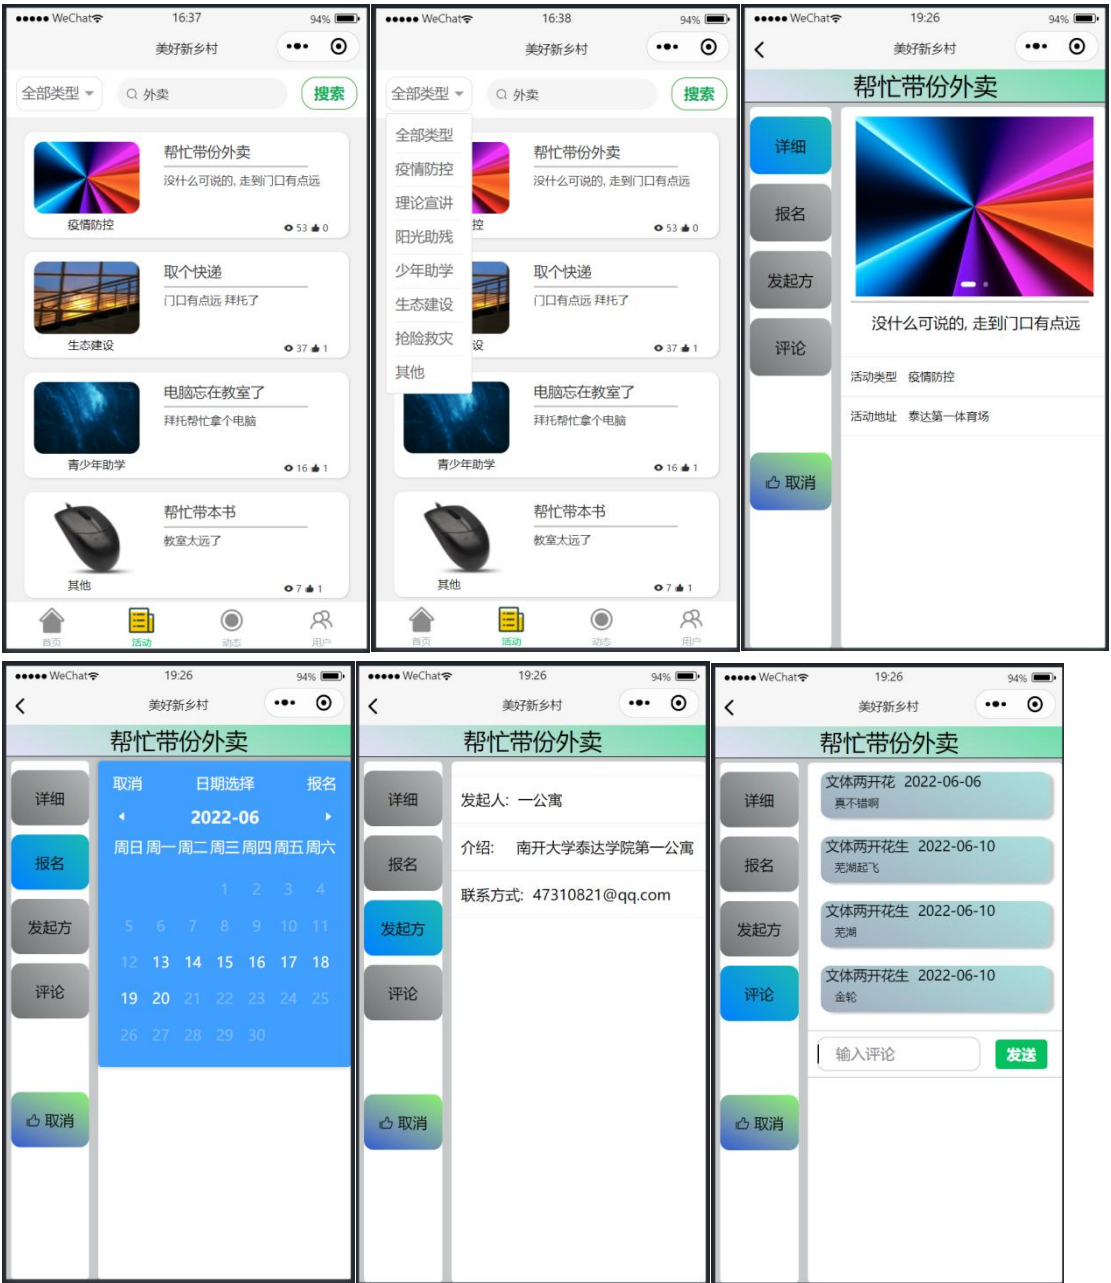 WeChat 16:37 94%
美好新乡村
全部类型 外卖 搜索
帮忙带份外卖
没什么可说的, 走到门口有点远
疫情防控 53 0
取个快递
门口有点远 拜托了
生态建设 37 1
电脑忘在教室了
拜托帮忙拿个电脑
青少年助学 16 1
帮忙带本书
教室太远了
其他 7 1
首页 活动 动态 用户
WeChat 16:38 94%
美好新乡村
全部类型 外卖 搜索
全部类型
疫情防控
理论宣讲
阳光助残
少年助学
生态建设
抢险救灾
其他
帮忙带份外卖
没什么可说的, 走到门口有点远
控 53 0
取个快递
门口有点远 拜托了
设 37 1
电脑忘在教室了
拜托帮忙拿个电脑
青少年助学 16 1
帮忙带本书
教室太远了
其他 7 1
首页 活动 动态 用户
WeChat 19:26 94%
美好新乡村
帮忙带份外卖
详细
报名
发起方
评论
取消
没什么可说的, 走到门口有点远
活动类型 疫情防控
活动地址 泰达第一体育场
WeChat 19:26 94%
美好新乡村
帮忙带份外卖
详细
报名
发起方
评论
取消
取消 日期选择 报名
2022-06
周日 周一 周二 周三 周四 周五 周六
1 2 3 4
5 6 7 8 9 10 11
12 13 14 15 16 17 18
19 20 21 22 23 24 25
26 27 28 29 30
WeChat 19:26 94%
美好新乡村
帮忙带份外卖
详细
报名
发起方
评论
取消
发起人: 一公寓
介绍: 南开大学泰达学院第一公寓
联系方式: 47310821@qq.com
WeChat 19:26 94%
美好新乡村
帮忙带份外卖
详细
报名
发起方
评论
取消
文体两开花 2022-06-06
真不错啊
文体两开花生 2022-06-10
芜湖起飞
文体两开花生 2022-06-10
芜湖
文体两开花生 2022-06-10
金轮
输入评论 发送